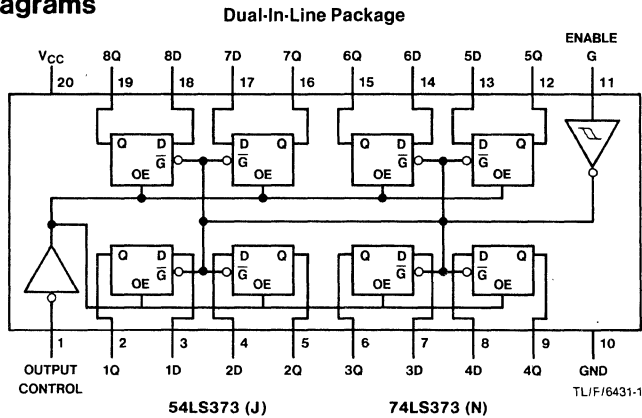 agrams
Dual-In-Line Package
ENABLE
VCC 8Q 8D 7D 7Q 6Q 6D 5D 5Q G
20 19 18 17 16 15 14 13 12 11
Q D D Q Q D D Q
G̅ G̅ G̅ G̅
OE OE OE OE
Q D D Q Q D D Q
G̅ G̅ G̅ G̅
OE OE OE OE
1 2 3 4 5 6 7 8 9 10
OUTPUT CONTROL 1Q 1D 2D 2Q 3Q 3D 4D 4Q GND
TL/F/6431-1
54LS373 (J) 74LS373 (N)